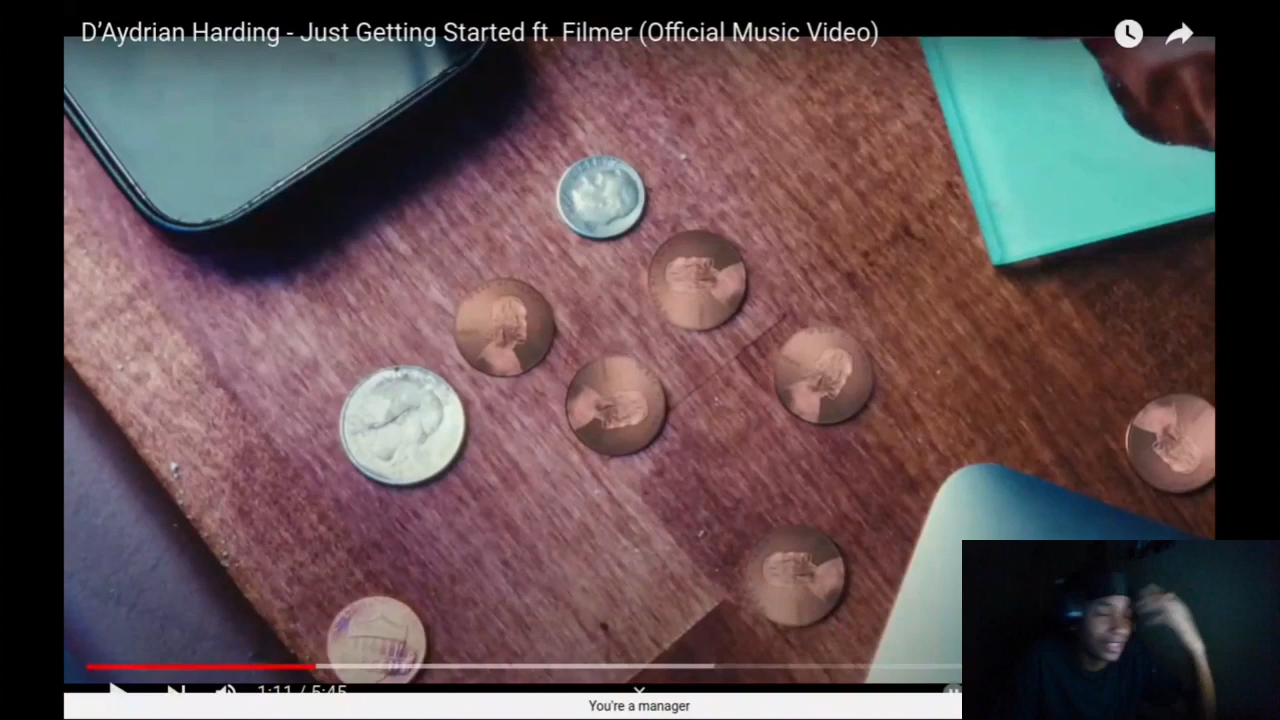 D’Aydrian Harding - Just Getting Started ft. Filmer (Official Music Video)
1:11 / 5:45
You're a manager